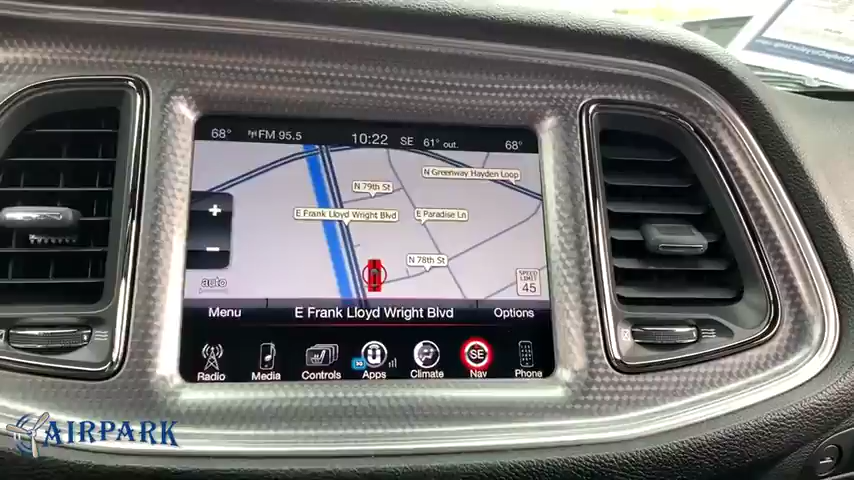 68° FM 95.5 10:22 SE 61° out. 68°
N Greenway Hayden Loop
N 79th St
E Frank Lloyd Wright Blvd
E Paradise Ln
N 78th St
+
−
auto
SPEED
LIMIT
45
Menu E Frank Lloyd Wright Blvd Options
SE
3G
Radio Media Controls Apps Climate Nav Phone
AIRPARK